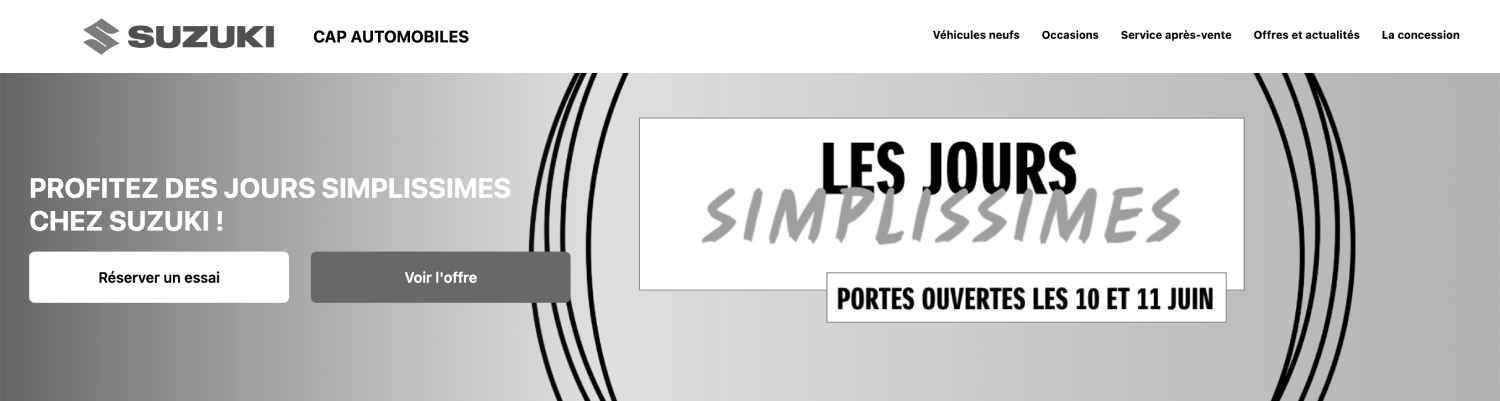 SUZUKI
CAP AUTOMOBILES
Véhicules neufs
Occasions
Service après-vente
Offres et actualités
La concession
PROFITEZ DES JOURS SIMPLISSIMES
CHEZ SUZUKI !
Réserver un essai
Voir l'offre
LES JOURS
SIMPLISSIMES
PORTES OUVERTES LES 10 ET 11 JUIN